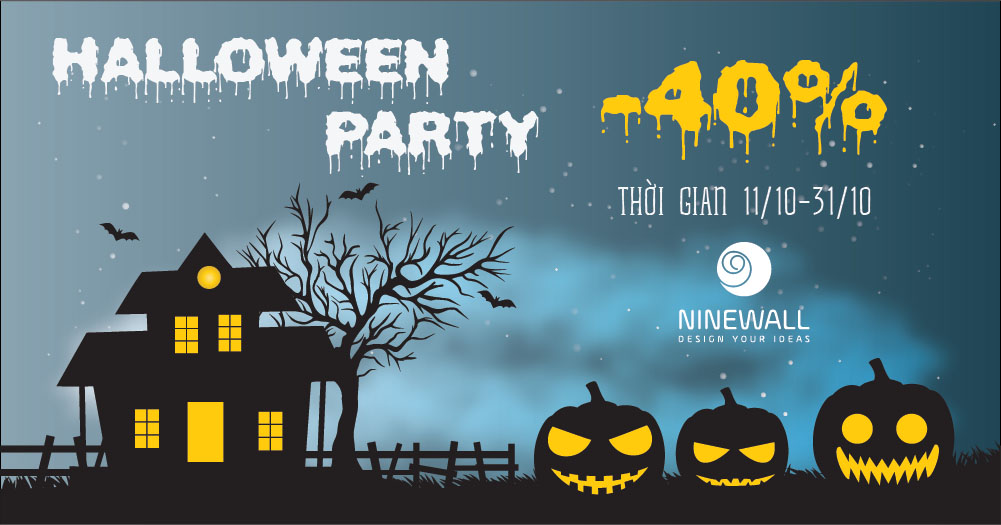 HALLOWEEN
PARTY
-40%
THỜI GIAN 11/10-31/10
NINEWALL
DESIGN YOUR IDEAS